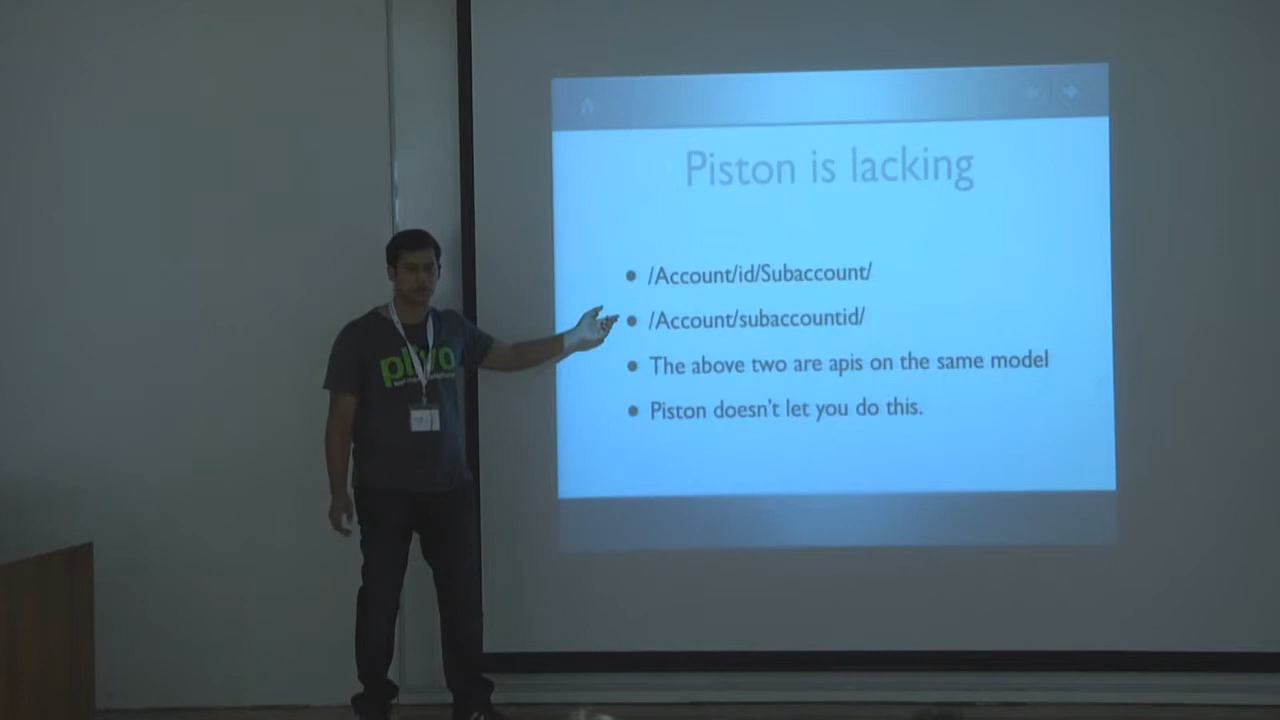 Piston is lacking
/Account/id/Subaccount/
/Account/subaccountid/
The above two are apis on the same model
Piston doesn't let you do this.
plivo